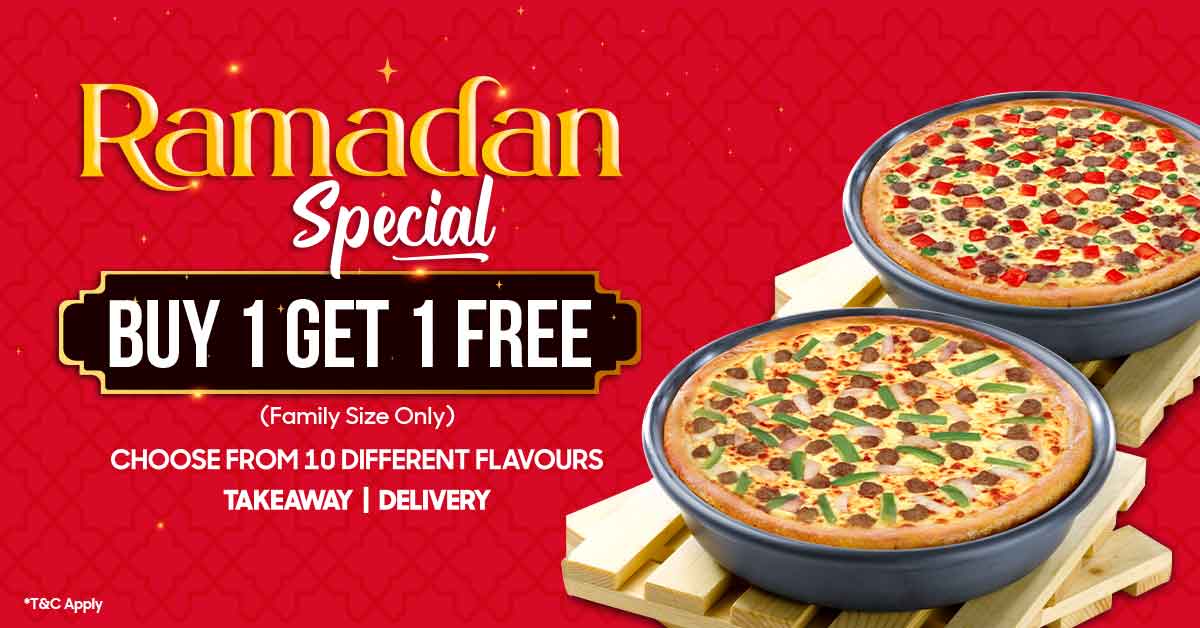 Ramadan
Special
BUY 1 GET 1 FREE
(Family Size Only)
CHOOSE FROM 10 DIFFERENT FLAVOURS
TAKEAWAY | DELIVERY
*T&C Apply